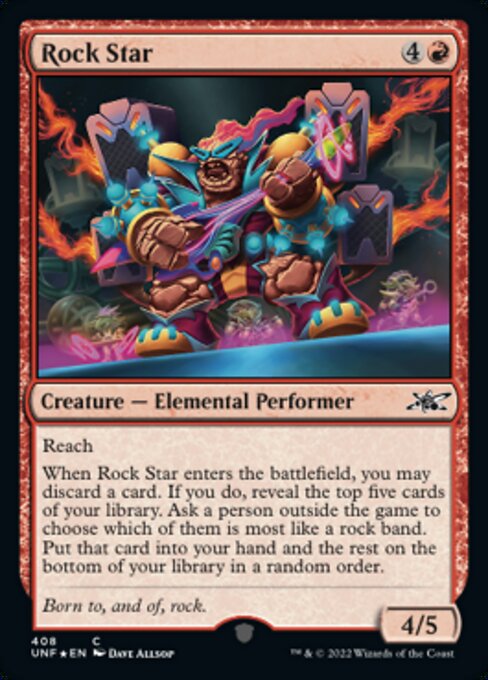 Rock Star 4
Creature — Elemental Performer
Reach
When Rock Star enters the battlefield, you may
discard a card. If you do, reveal the top five cards
of your library. Ask a person outside the game to
choose which of them is most like a rock band.
Put that card into your hand and the rest on the
bottom of your library in a random order.
Born to, and of, rock.
4/5
408 C
UNF★EN Dave Allsop
™ & © 2022 Wizards of the Coast